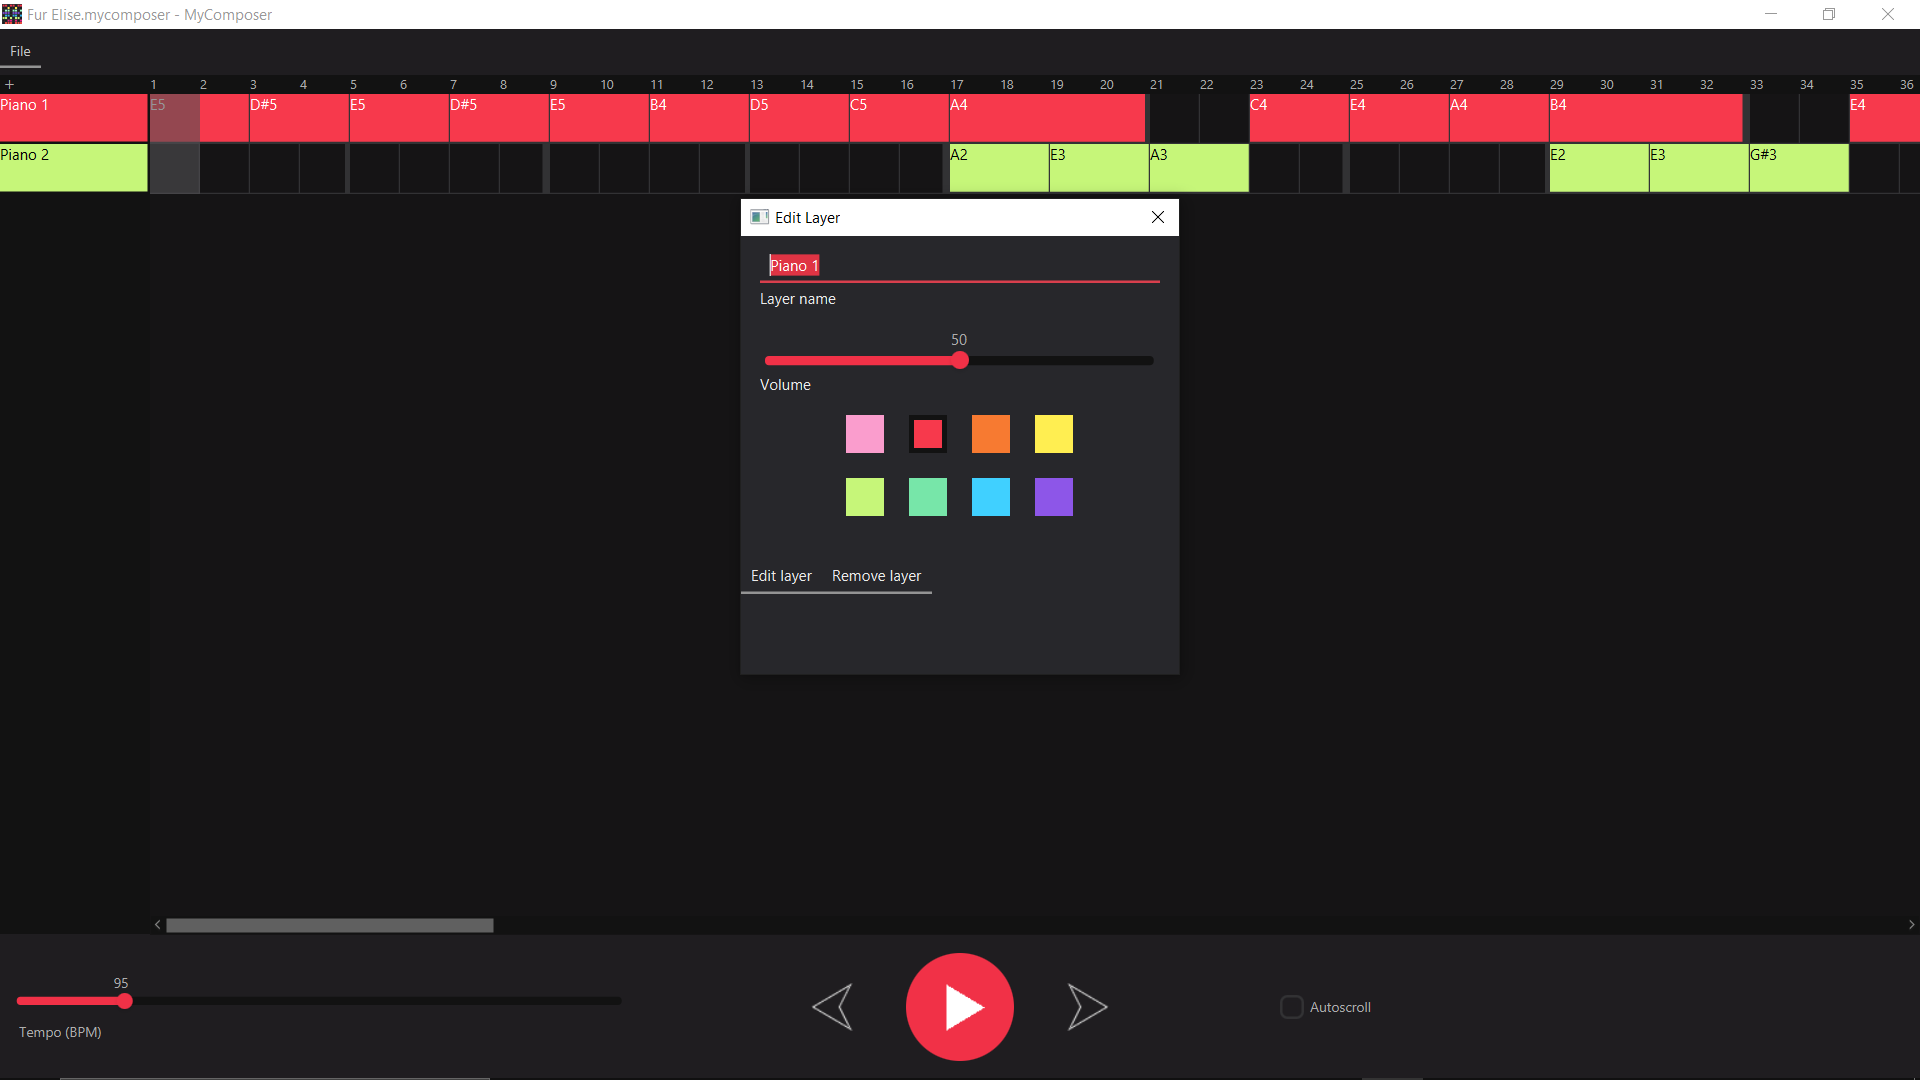 Fur Elise.mycomposer - MyComposer
File
+ 1 2 3 4 5 6 7 8 9 10 11 12 13 14 15 16 17 18 19 20 21 22 23 24 25 26 27 28 29 30 31 32 33 34 35 36
Piano 1 E5 D#5 E5 D#5 E5 B4 D5 C5 A4 C4 E4 A4 B4 E4
Piano 2 A2 E3 A3 E2 E3 G#3
Edit Layer
Piano 1
Layer name
50
Volume
Edit layer Remove layer
95
Tempo (BPM)
Autoscroll